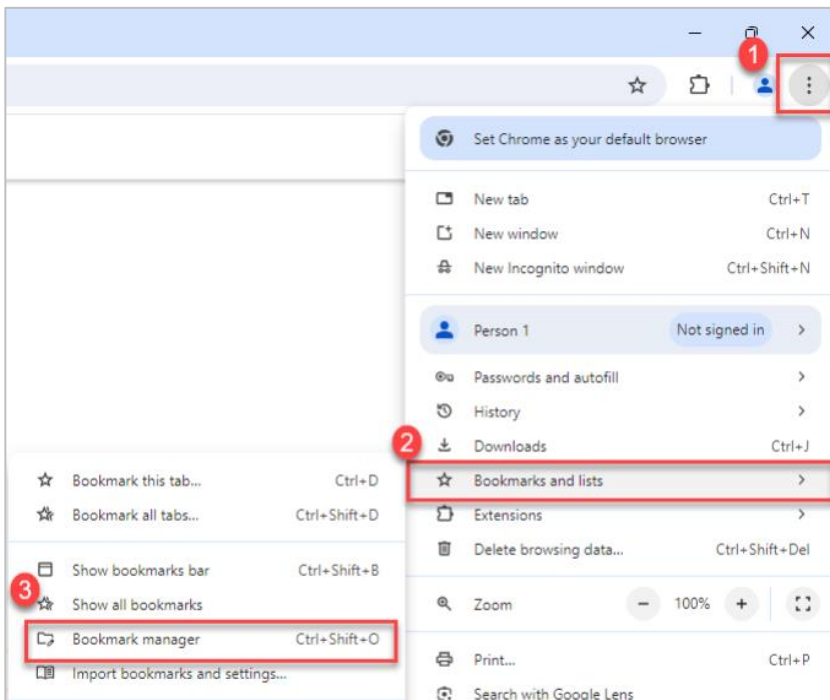 1
Set Chrome as your default browser
New tab Ctrl+T
New window Ctrl+N
New Incognito window Ctrl+Shift+N
Person 1 Not signed in
Passwords and autofill
History
2
Downloads Ctrl+J
Bookmarks and lists
Extensions
Delete browsing data... Ctrl+Shift+Del
Zoom − 100% +
Print... Ctrl+P
Search with Google Lens
Bookmark this tab... Ctrl+D
Bookmark all tabs... Ctrl+Shift+D
Show bookmarks bar Ctrl+Shift+B
3
Show all bookmarks
Bookmark manager Ctrl+Shift+O
Import bookmarks and settings...